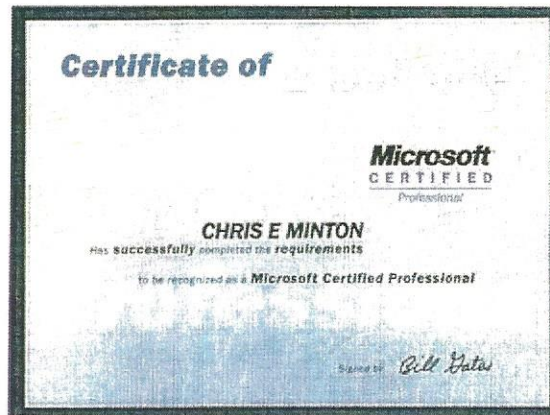 Certificate of
Microsoft
CERTIFIED
Professional
CHRIS E MINTON
Has successfully completed the requirements
to be recognized as a Microsoft Certified Professional
Signed by Bill Gates